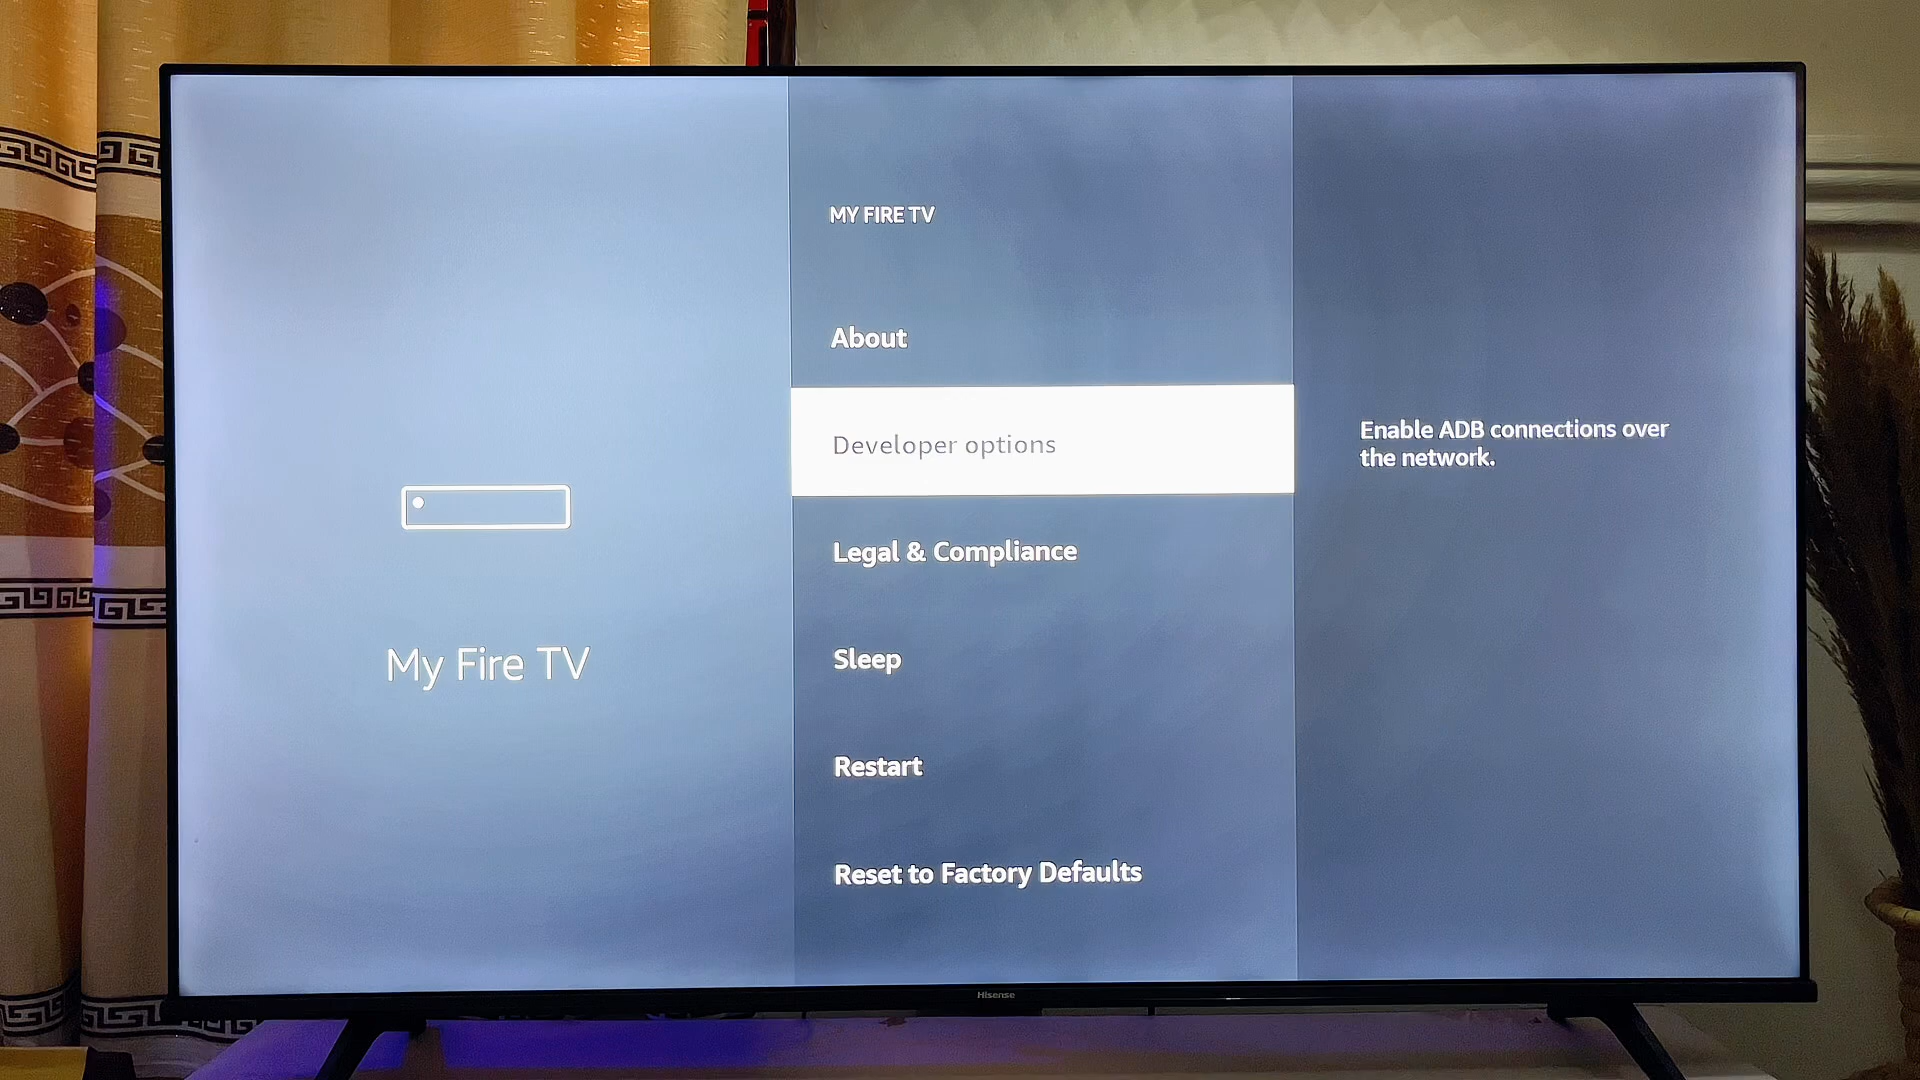 MY FIRE TV
About
Developer options
Legal & Compliance
Sleep
Restart
Reset to Factory Defaults
My Fire TV
Enable ADB connections over
the network.
Hisense